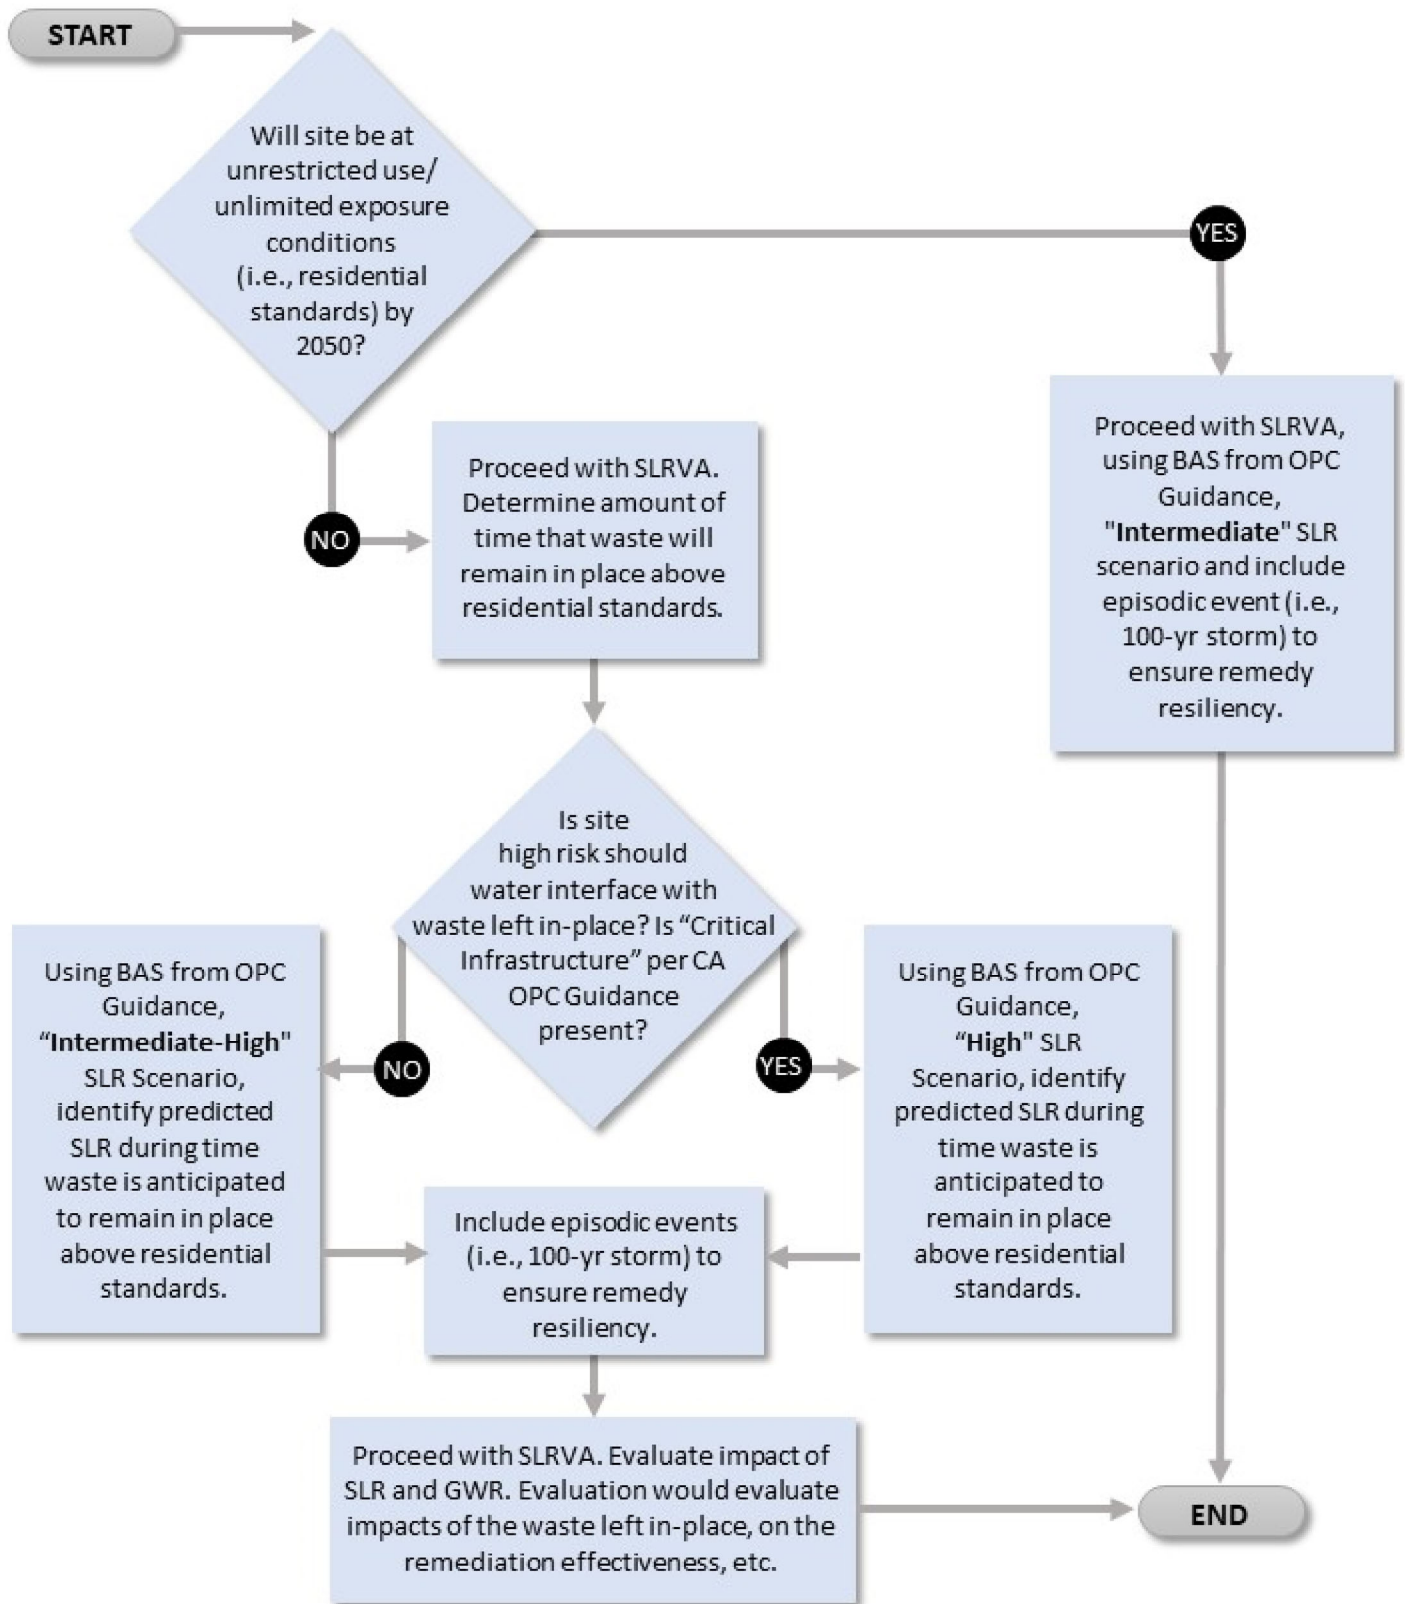 START
Will site be at
unrestricted use/
unlimited exposure
conditions
(i.e., residential
standards) by
2050?
YES
Proceed with SLRVA,
using BAS from OPC
Guidance,
"Intermediate" SLR
scenario and include
episodic event (i.e.,
100-yr storm) to
ensure remedy
resiliency.
NO
Proceed with SLRVA.
Determine amount of
time that waste will
remain in place above
residential standards.
Is site
high risk should
water interface with
waste left in-place? Is “Critical
Infrastructure” per CA
OPC Guidance
present?
NO
YES
Using BAS from OPC
Guidance,
“Intermediate-High"
SLR Scenario,
identify predicted
SLR during time
waste is anticipated
to remain in place
above residential
standards.
Using BAS from OPC
Guidance,
“High" SLR
Scenario, identify
predicted SLR during
time waste is
anticipated to
remain in place
above residential
standards.
Include episodic events
(i.e., 100-yr storm) to
ensure remedy
resiliency.
Proceed with SLRVA. Evaluate impact of
SLR and GWR. Evaluation would evaluate
impacts of the waste left in-place, on the
remediation effectiveness, etc.
END